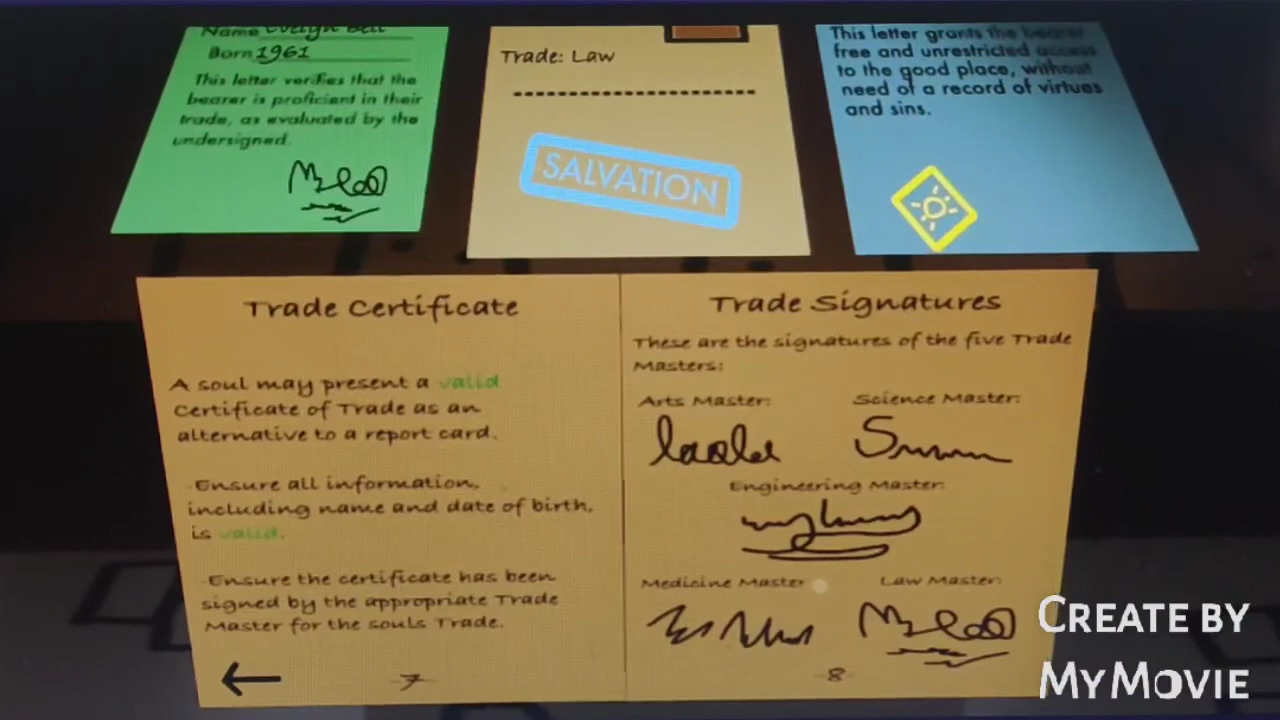 Name Evelyn Bell
Born 1961
This letter verifies that the
bearer is proficient in their
trade, as evaluated by the
undersigned.
Trade: Law
SALVATION
This letter grants the bearer
free and unrestricted access
to the good place, without
need of a record of virtues
and sins.
Trade Certificate
A soul may present a valid
Certificate of Trade as an
alternative to a report card.
-Ensure all information,
including name and date of birth,
is valid.
-Ensure the certificate has been
signed by the appropriate Trade
Master for the souls Trade.
7
Trade Signatures
These are the signatures of the five Trade
Masters:
Arts Master:
Science Master:
Engineering Master:
Medicine Master
Law Master:
8
CREATE BY
MYMOVIE